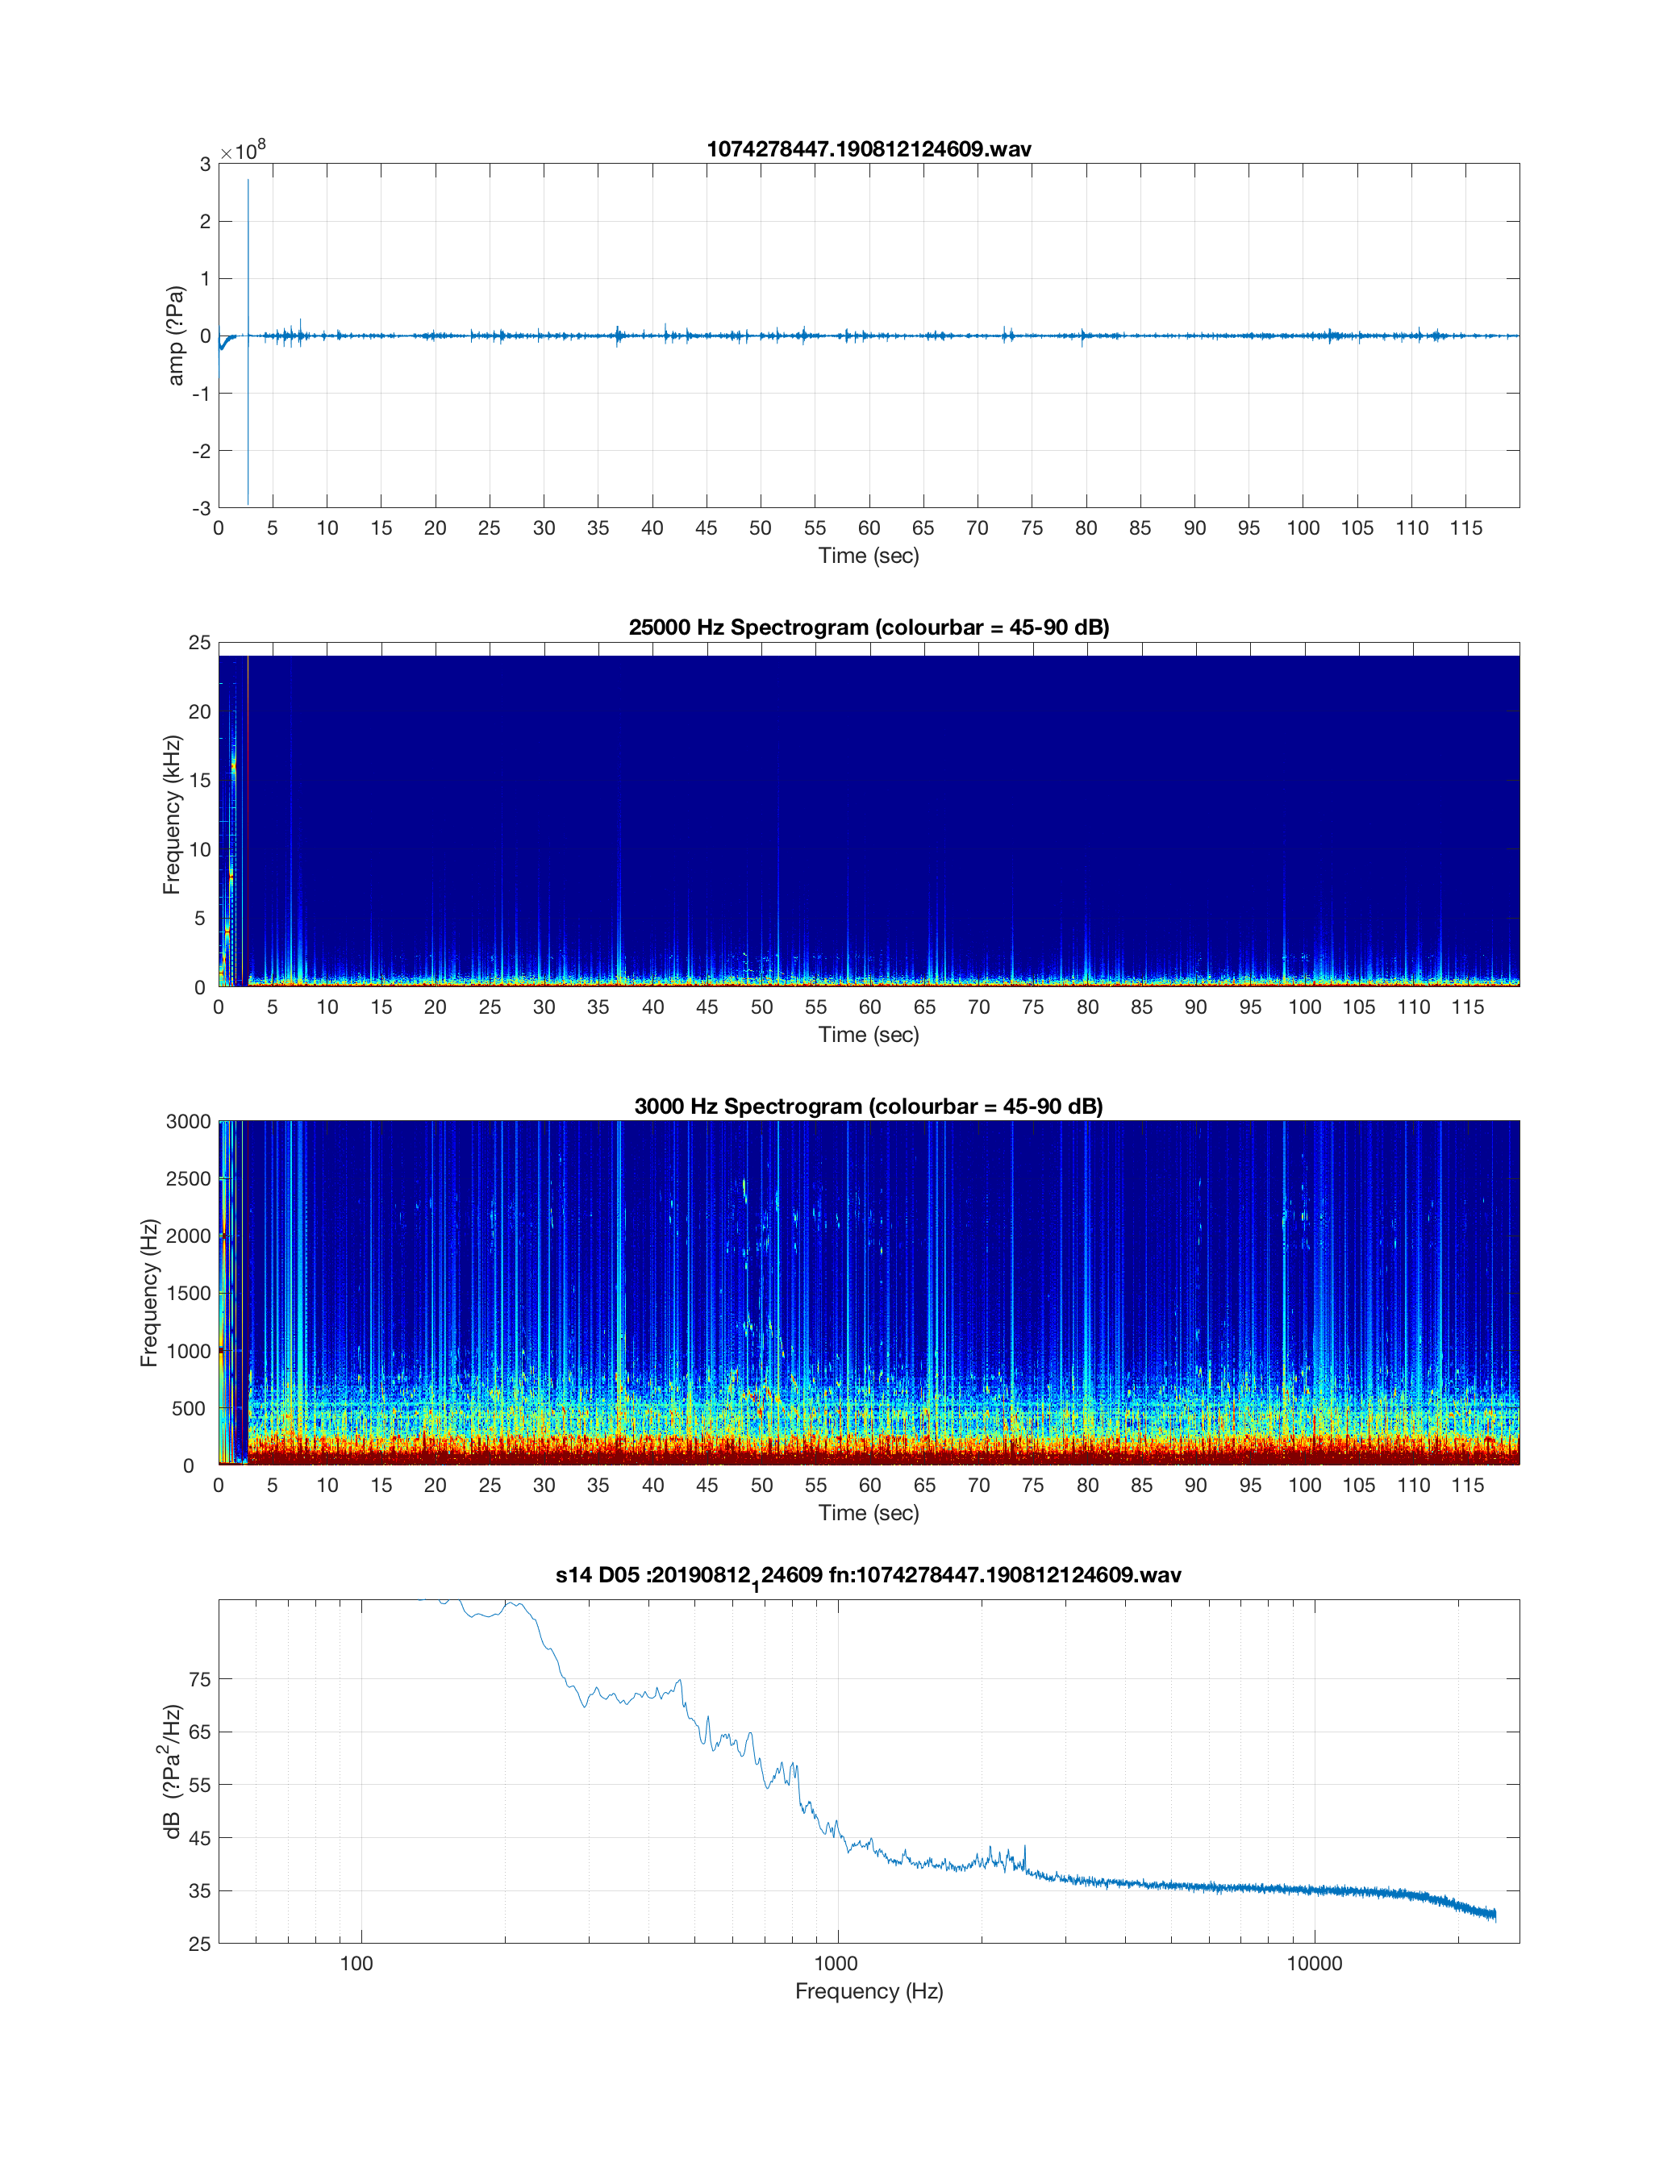 1074278447.190812124609.wav
×10^8
3
2
1
0
-1
-2
-3
amp (?Pa)
0 5 10 15 20 25 30 35 40 45 50 55 60 65 70 75 80 85 90 95 100 105 110 115
Time (sec)
25000 Hz Spectrogram (colourbar = 45-90 dB)
25
20
15
10
5
0
Frequency (kHz)
0 5 10 15 20 25 30 35 40 45 50 55 60 65 70 75 80 85 90 95 100 105 110 115
Time (sec)
3000 Hz Spectrogram (colourbar = 45-90 dB)
3000
2500
2000
1500
1000
500
0
Frequency (Hz)
0 5 10 15 20 25 30 35 40 45 50 55 60 65 70 75 80 85 90 95 100 105 110 115
Time (sec)
s14 D05 :20190812_124609 fn:1074278447.190812124609.wav
75
65
55
45
35
25
dB (?Pa^2/Hz)
100 1000 10000
Frequency (Hz)